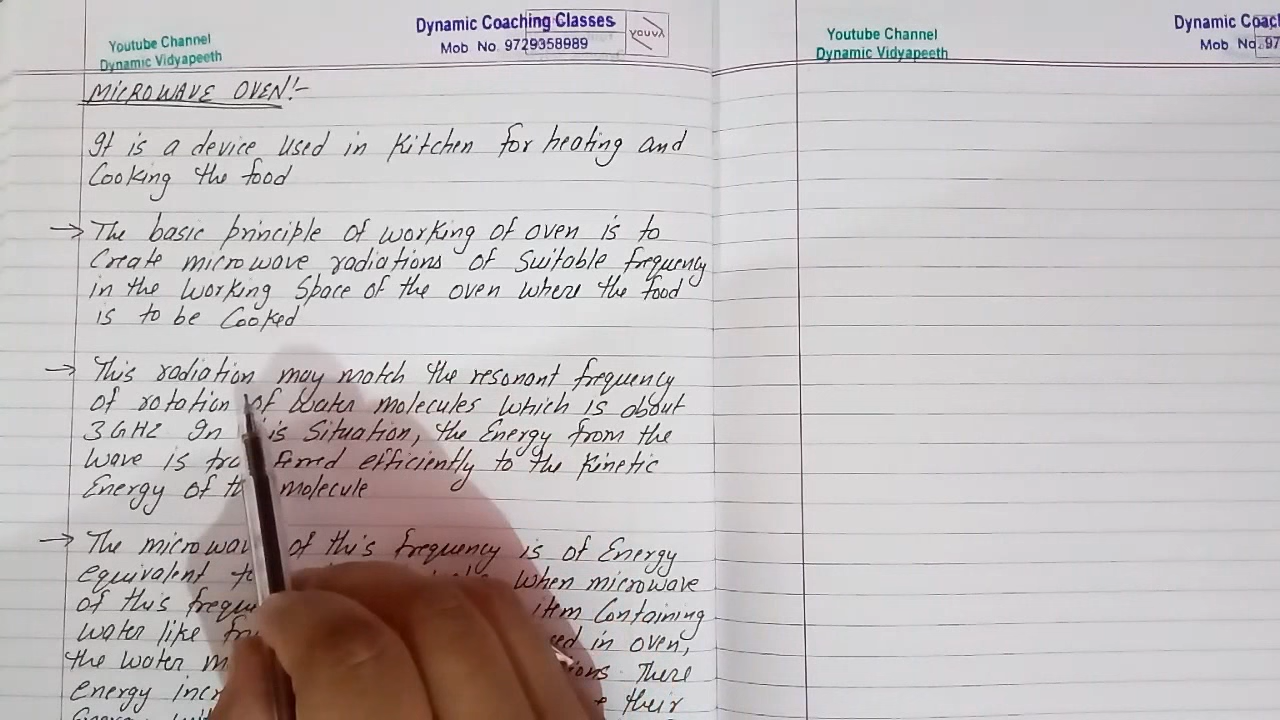 Youtube Channel
Dynamic Vidyapeeth
Dynamic Coaching Classes
Mob No. 9729358989
MICROWAVE OVEN!-
It is a device used in kitchen for heating and
Cooking the food
→ The basic principle of working of oven is to
Create microwave radiations of Suitable frequency
in the working Space of the oven where the food
is to be Cooked
→ This radiation may match the resonant frequency
of rotation of water molecules which is about
3GHZ In Situation, the Energy from the
wave is efficiently to the Kinetic
Energy of molecule
→ The of this frequency is of Energy
equivalent when microwave
of this item Containing
water like in oven,
the water There
energy their
Youtube Channel
Dynamic Vidyapeeth
Dynamic
Mob No. 97